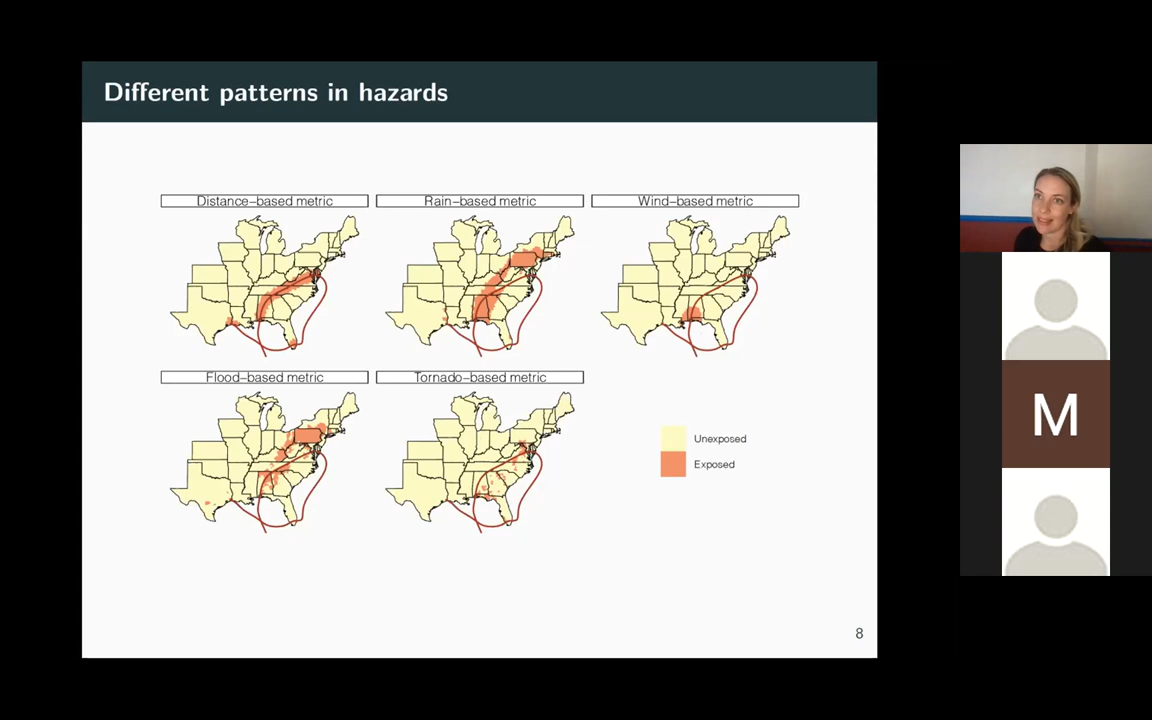 Different patterns in hazards
Distance-based metric
Rain-based metric
Wind-based metric
Flood-based metric
Tornado-based metric
Unexposed
Exposed
M
8